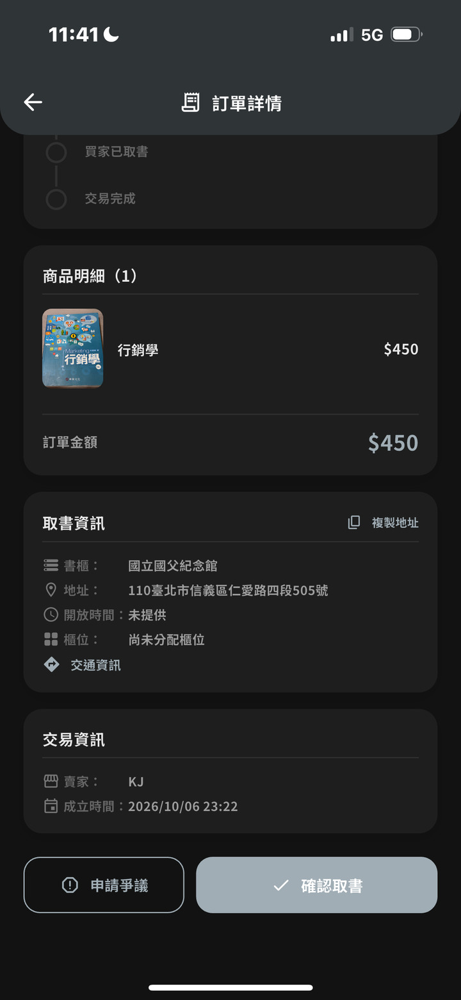 11:41
5G
訂單詳情
買家已取書
交易完成
商品明細（1）
Marketing
行銷學
行銷學
$450
訂單金額
$450
取書資訊
複製地址
書櫃：
國立國父紀念館
地址：
110臺北市信義區仁愛路四段505號
開放時間：
未提供
櫃位：
尚未分配櫃位
交通資訊
交易資訊
賣家：
KJ
成立時間：
2026/10/06 23:22
申請爭議
確認取書